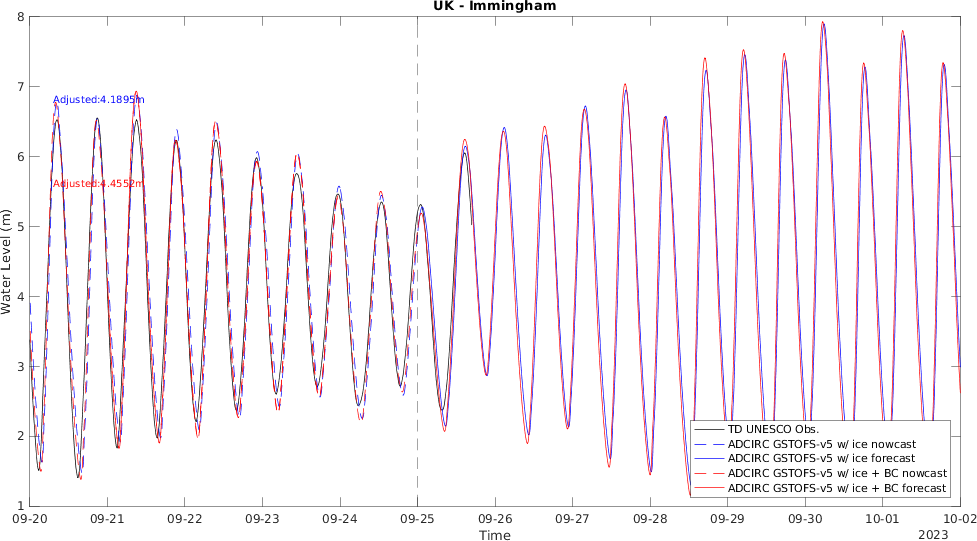 UK - Immingham
8
7
6
5
4
3
2
1
Water Level (m)
Adjusted:4.1895m
Adjusted:4.4552m
TD UNESCO Obs.
ADCIRC GSTOFS-v5 w/ ice nowcast
ADCIRC GSTOFS-v5 w/ ice forecast
ADCIRC GSTOFS-v5 w/ ice + BC nowcast
ADCIRC GSTOFS-v5 w/ ice + BC forecast
09-20 09-21 09-22 09-23 09-24 09-25 09-26 09-27 09-28 09-29 09-30 10-01 10-02
Time
2023